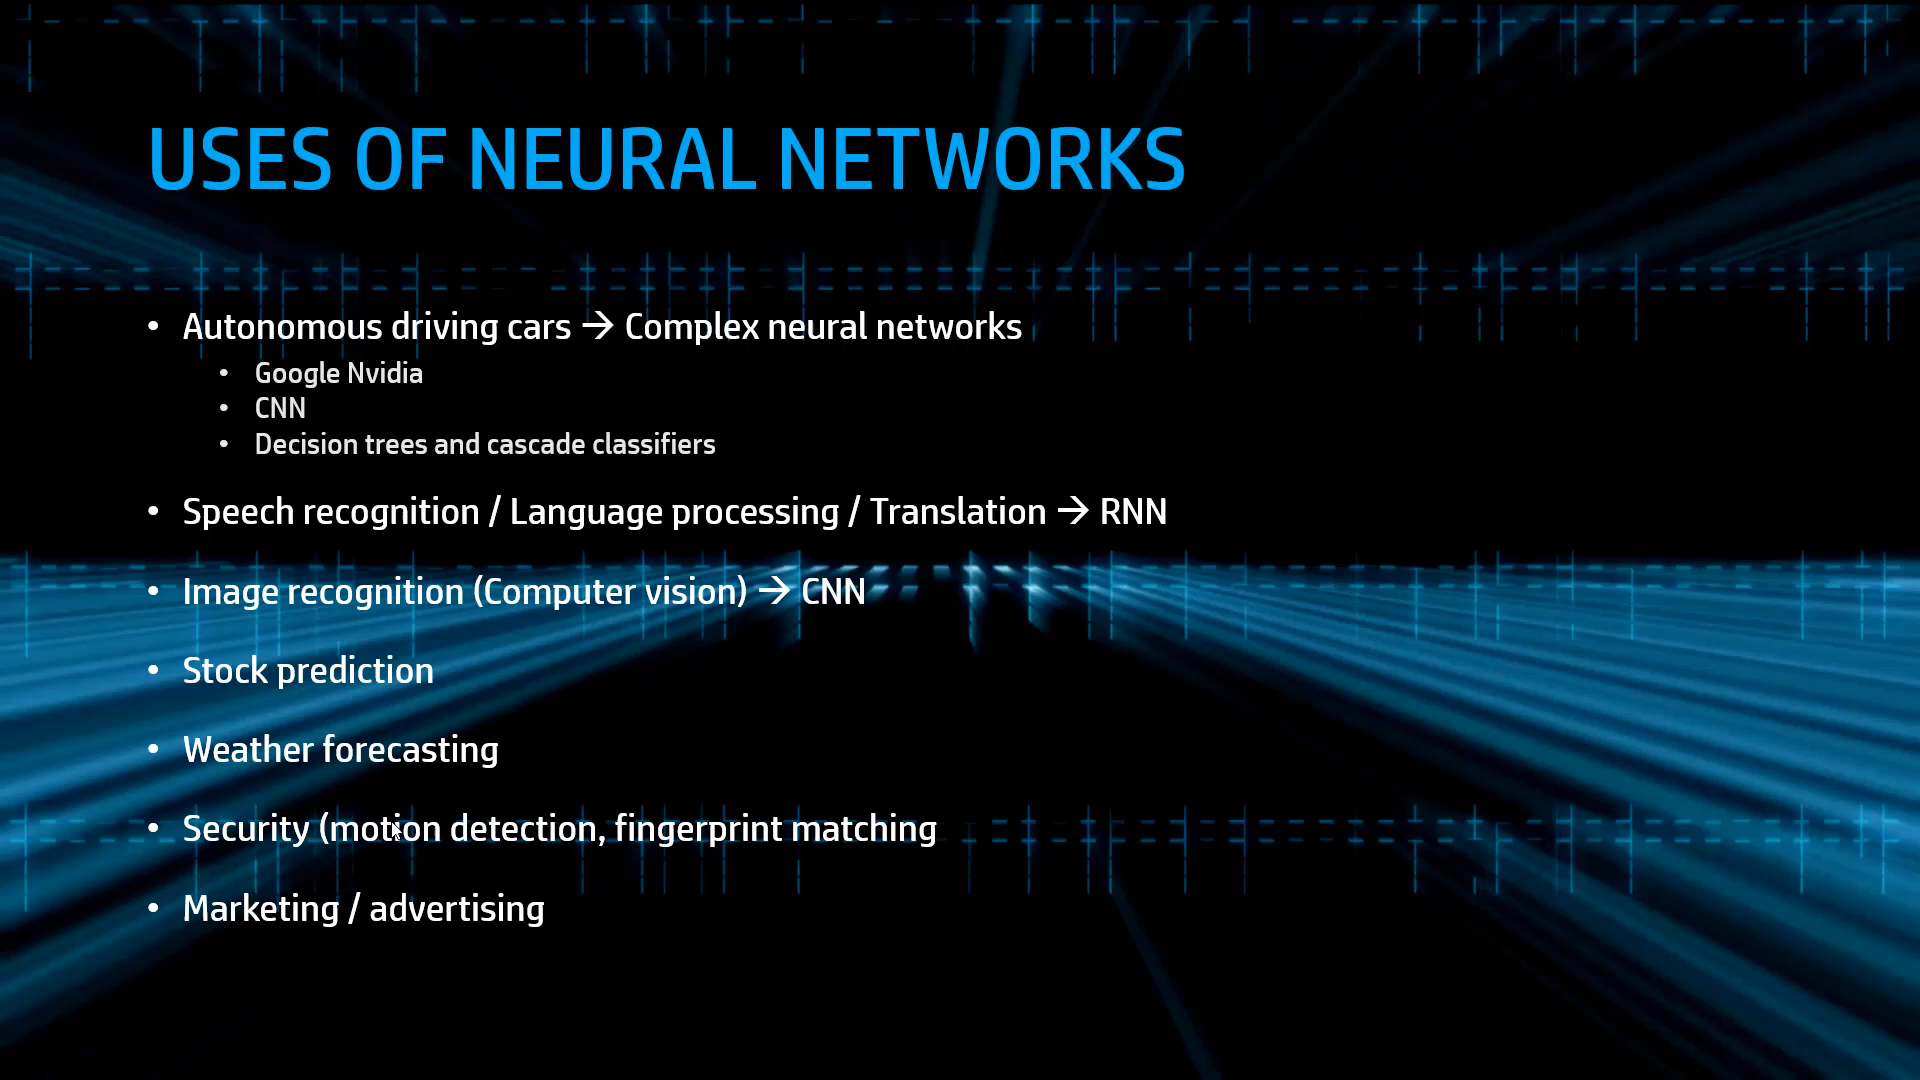 USES OF NEURAL NETWORKS
• Autonomous driving cars → Complex neural networks
• Google Nvidia
• CNN
• Decision trees and cascade classifiers
• Speech recognition / Language processing / Translation → RNN
• Image recognition (Computer vision) → CNN
• Stock prediction
• Weather forecasting
• Security (motion detection, fingerprint matching
• Marketing / advertising